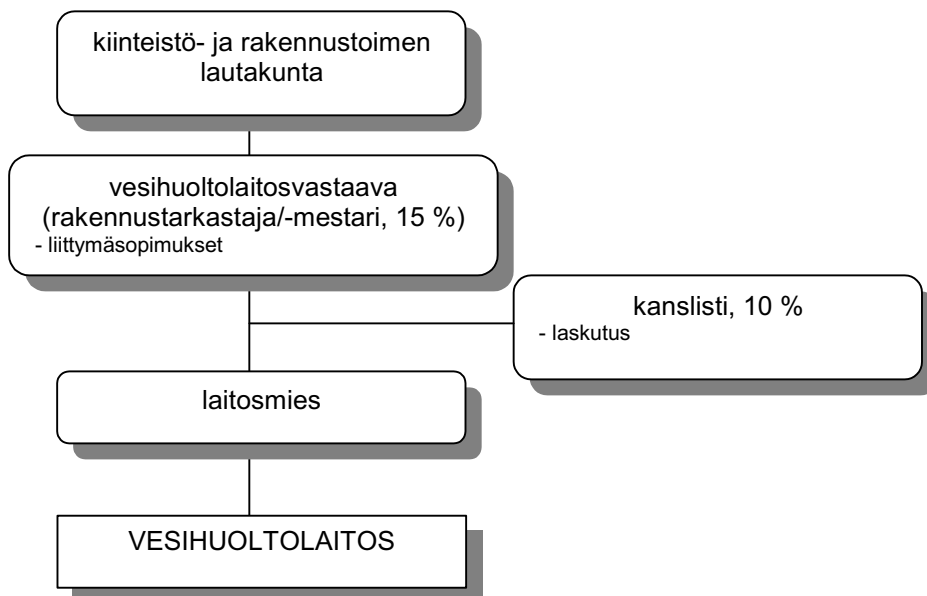 kiinteistö- ja rakennustoimen
lautakunta
vesihuoltolaitosvastaava
(rakennustarkastaja/-mestari, 15 %)
- liittymäsopimukset
kanslisti, 10 %
- laskutus
laitosmies
VESIHUOLTOLAITOS